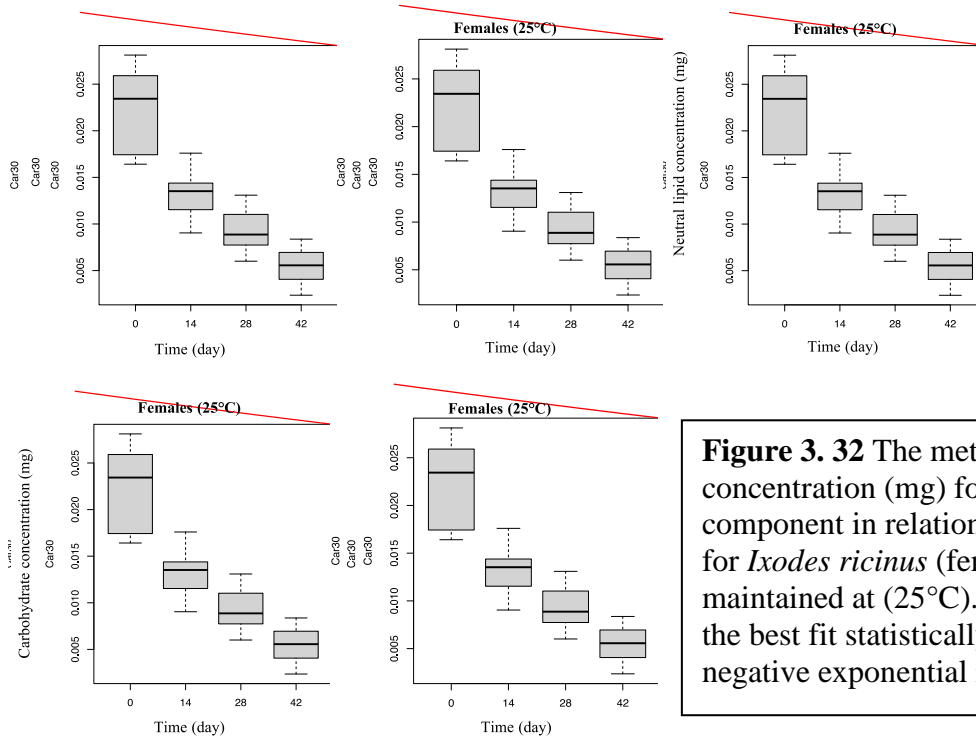 Females (25°C)
Females (25°C)
0.025
0.020
0.015
0.010
0.005
Car30
Car30
Car30
0 14 28 42
Time (day)
0.025
0.020
0.015
0.010
0.005
Car30
Car30
Car30
0 14 28 42
Time (day)
Neutral lipid concentration (mg)
0.025
0.020
0.015
0.010
0.005
Car30
0 14 28 42
Time (day)
Females (25°C)
Females (25°C)
Carbohydrate concentration (mg)
0.025
0.020
0.015
0.010
0.005
Car30
0 14 28 42
Time (day)
0.025
0.020
0.015
0.010
0.005
Car30
Car30
Car30
0 14 28 42
Time (day)
Figure 3. 32 The met
concentration (mg) fo
component in relation
for Ixodes ricinus (fer
maintained at (25°C).
the best fit statistically
negative exponential